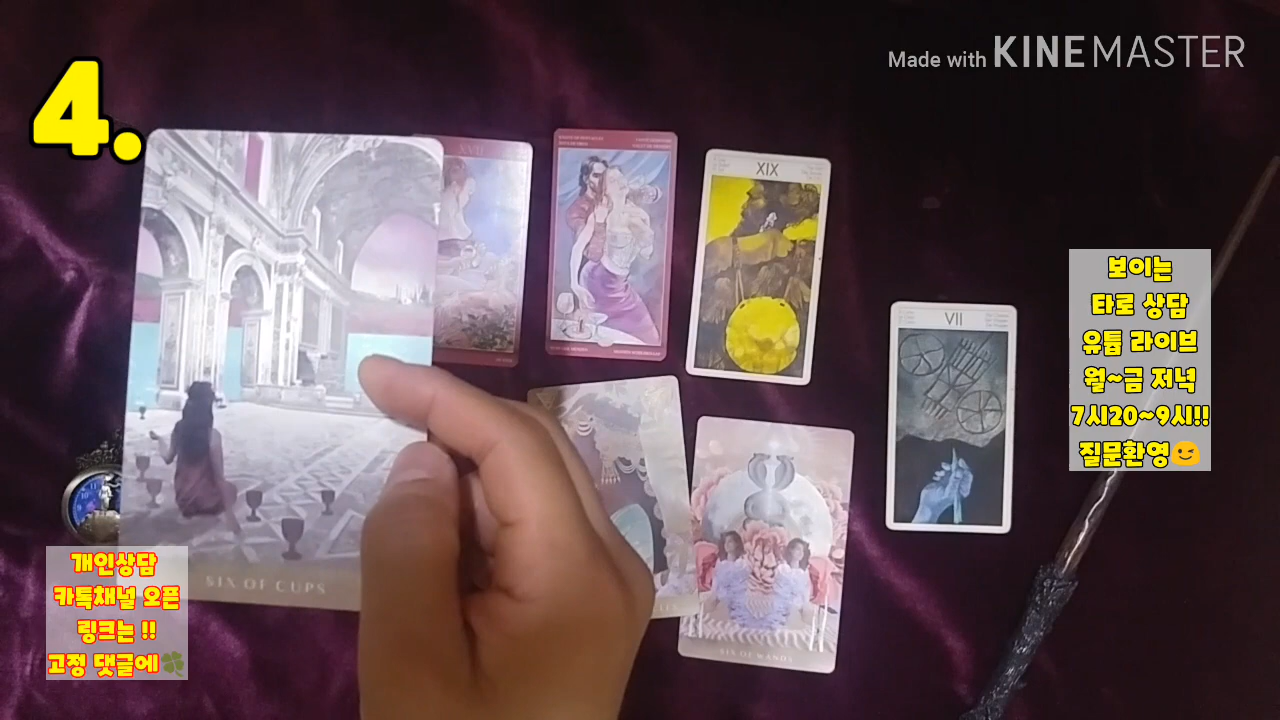 Made with KINEMASTER
4.
XVII
XIX
VII
보이는
타로 상담
유튭 라이브
월~금 저녁
7시20~9시!!
질문환영😉
개인상담
카톡채널 오픈
링크는 !!
고정 댓글에🍀
SIX OF CUPS
SIX OF WANDS